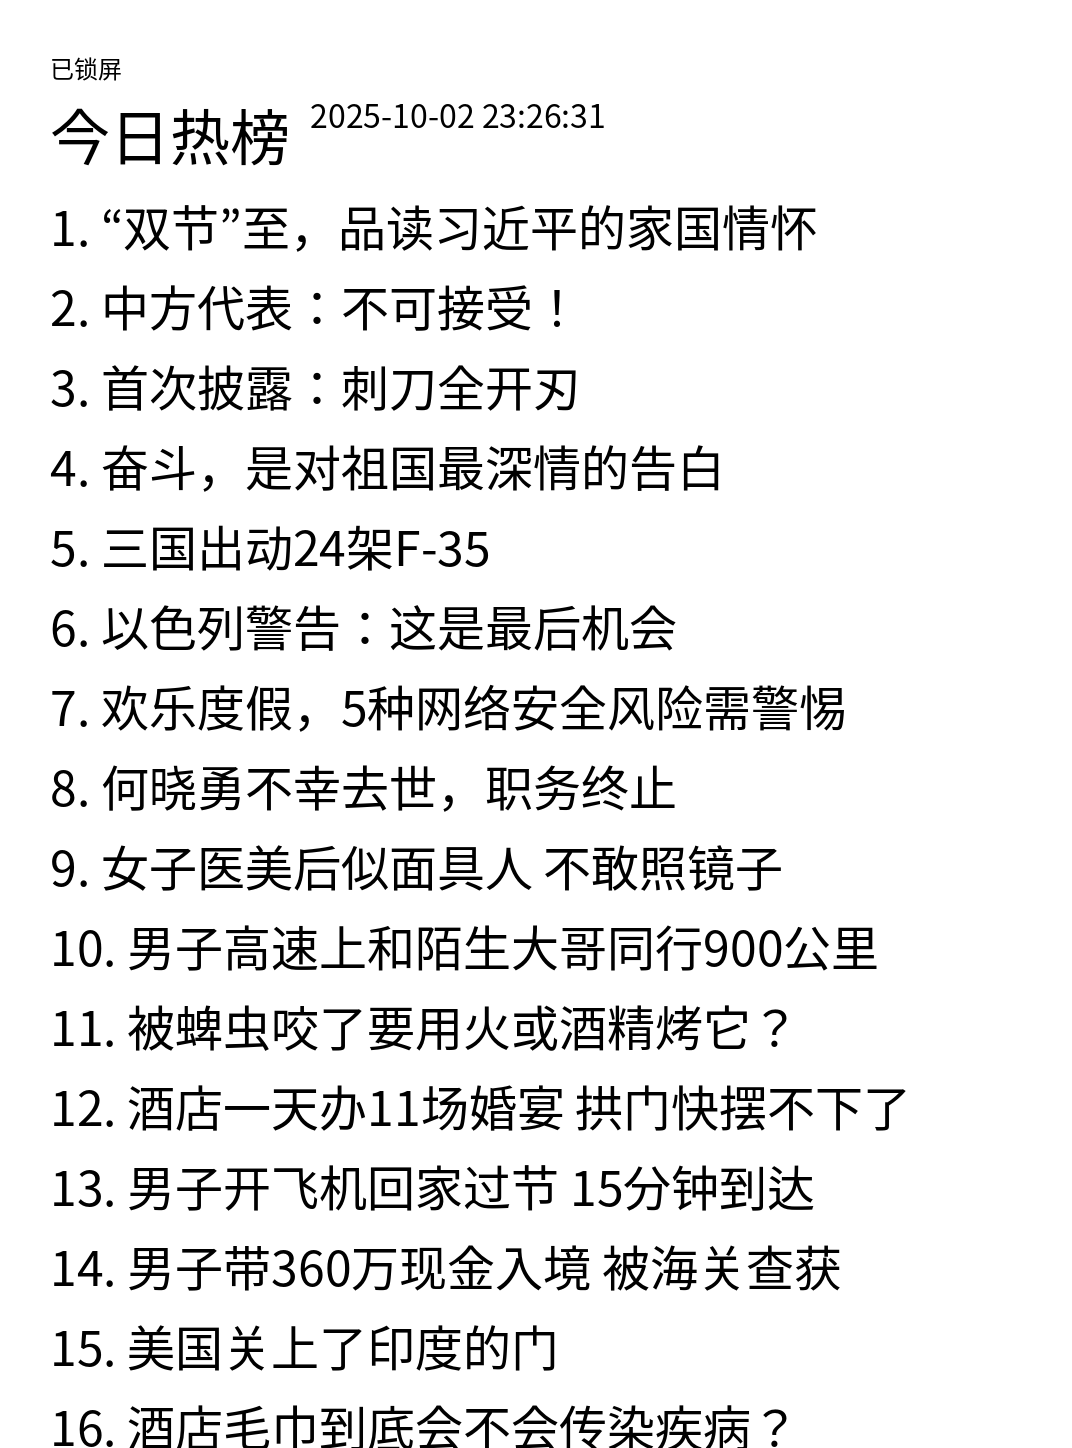 已锁屏
今日热榜 2025-10-02 23:26:31
1. “双节”至，品读习近平的家国情怀
2. 中方代表：不可接受！
3. 首次披露：刺刀全开刃
4. 奋斗，是对祖国最深情的告白
5. 三国出动24架F-35
6. 以色列警告：这是最后机会
7. 欢乐度假，5种网络安全风险需警惕
8. 何晓勇不幸去世，职务终止
9. 女子医美后似面具人 不敢照镜子
10. 男子高速上和陌生大哥同行900公里
11. 被蜱虫咬了要用火或酒精烤它？
12. 酒店一天办11场婚宴 拱门快摆不下了
13. 男子开飞机回家过节 15分钟到达
14. 男子带360万现金入境 被海关查获
15. 美国关上了印度的门
16. 酒店毛巾到底会不会传染疾病？